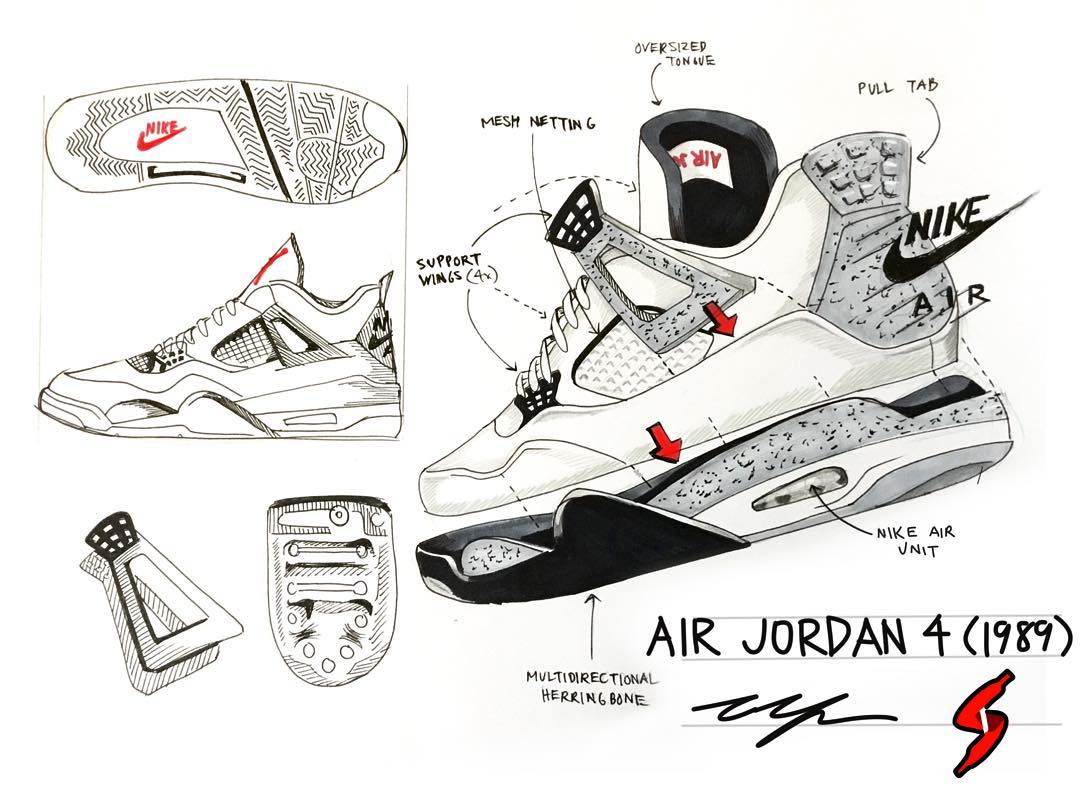 OVERSIZED
TONGUE
PULL TAB
MESH NETTING
NIKE
AIR JO
NIKE
AIR
SUPPORT
WINGS (4x)
NIKE AIR
UNIT
MULTIDIRECTIONAL
HERRINGBONE
AIR JORDAN 4 (1989)